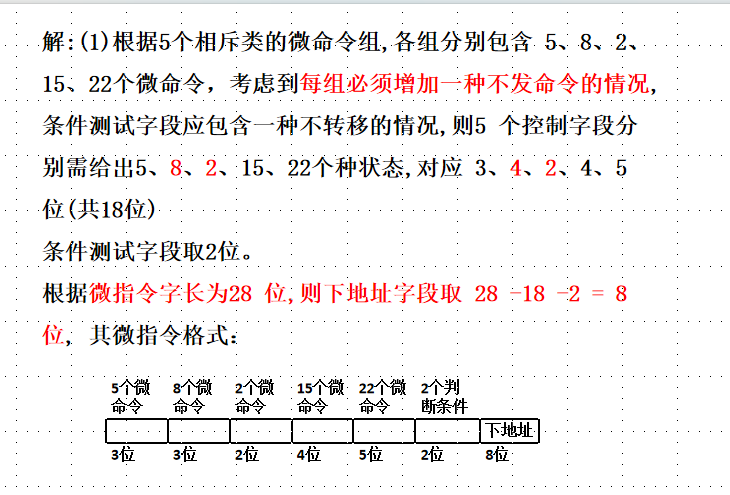 解:(1)根据5个相斥类的微命令组,各组分别包含 5、8、2、
15、22个微命令，考虑到每组必须增加一种不发命令的情况,
条件测试字段应包含一种不转移的情况,则5 个控制字段分
别需给出5、8、2、15、22个种状态,对应 3、4、2、4、5
位(共18位)
条件测试字段取2位。
根据微指令字长为28 位,则下地址字段取 28 -18 -2 = 8
位, 其微指令格式：
5个微 8个微 2个微 15个微 22个微 2个判
命令 命令 命令 命令 命令 断条件
下地址
3位 3位 2位 4位 5位 2位 8位